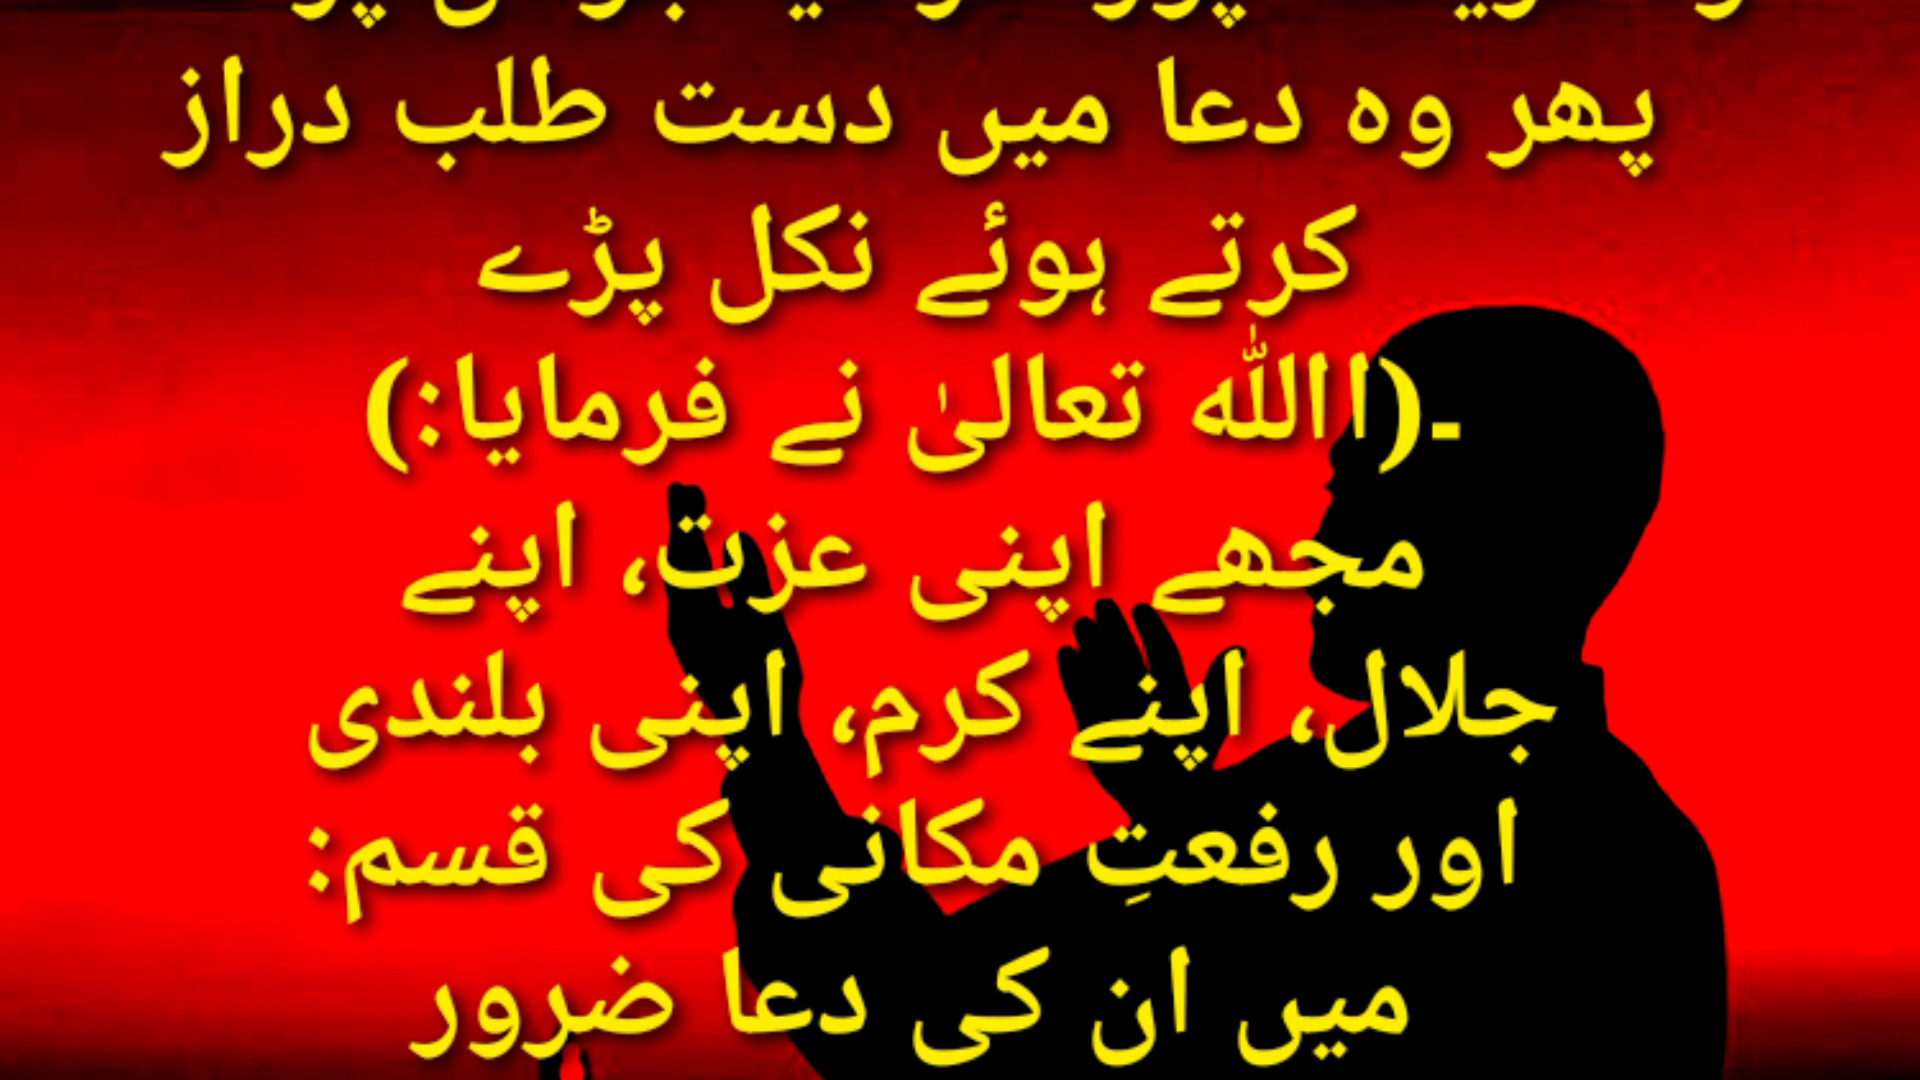 پھر وہ دعا میں دست طلب دراز
کرتے ہوئے نکل پڑے
۔(اﷲ تعالیٰ نے فرمایا:)
مجھے اپنی عزت، اپنے
جلال، اپنے کرم، اپنی بلندی
اور رفعتِ مکانی کی قسم:
میں ان کی دعا ضرور